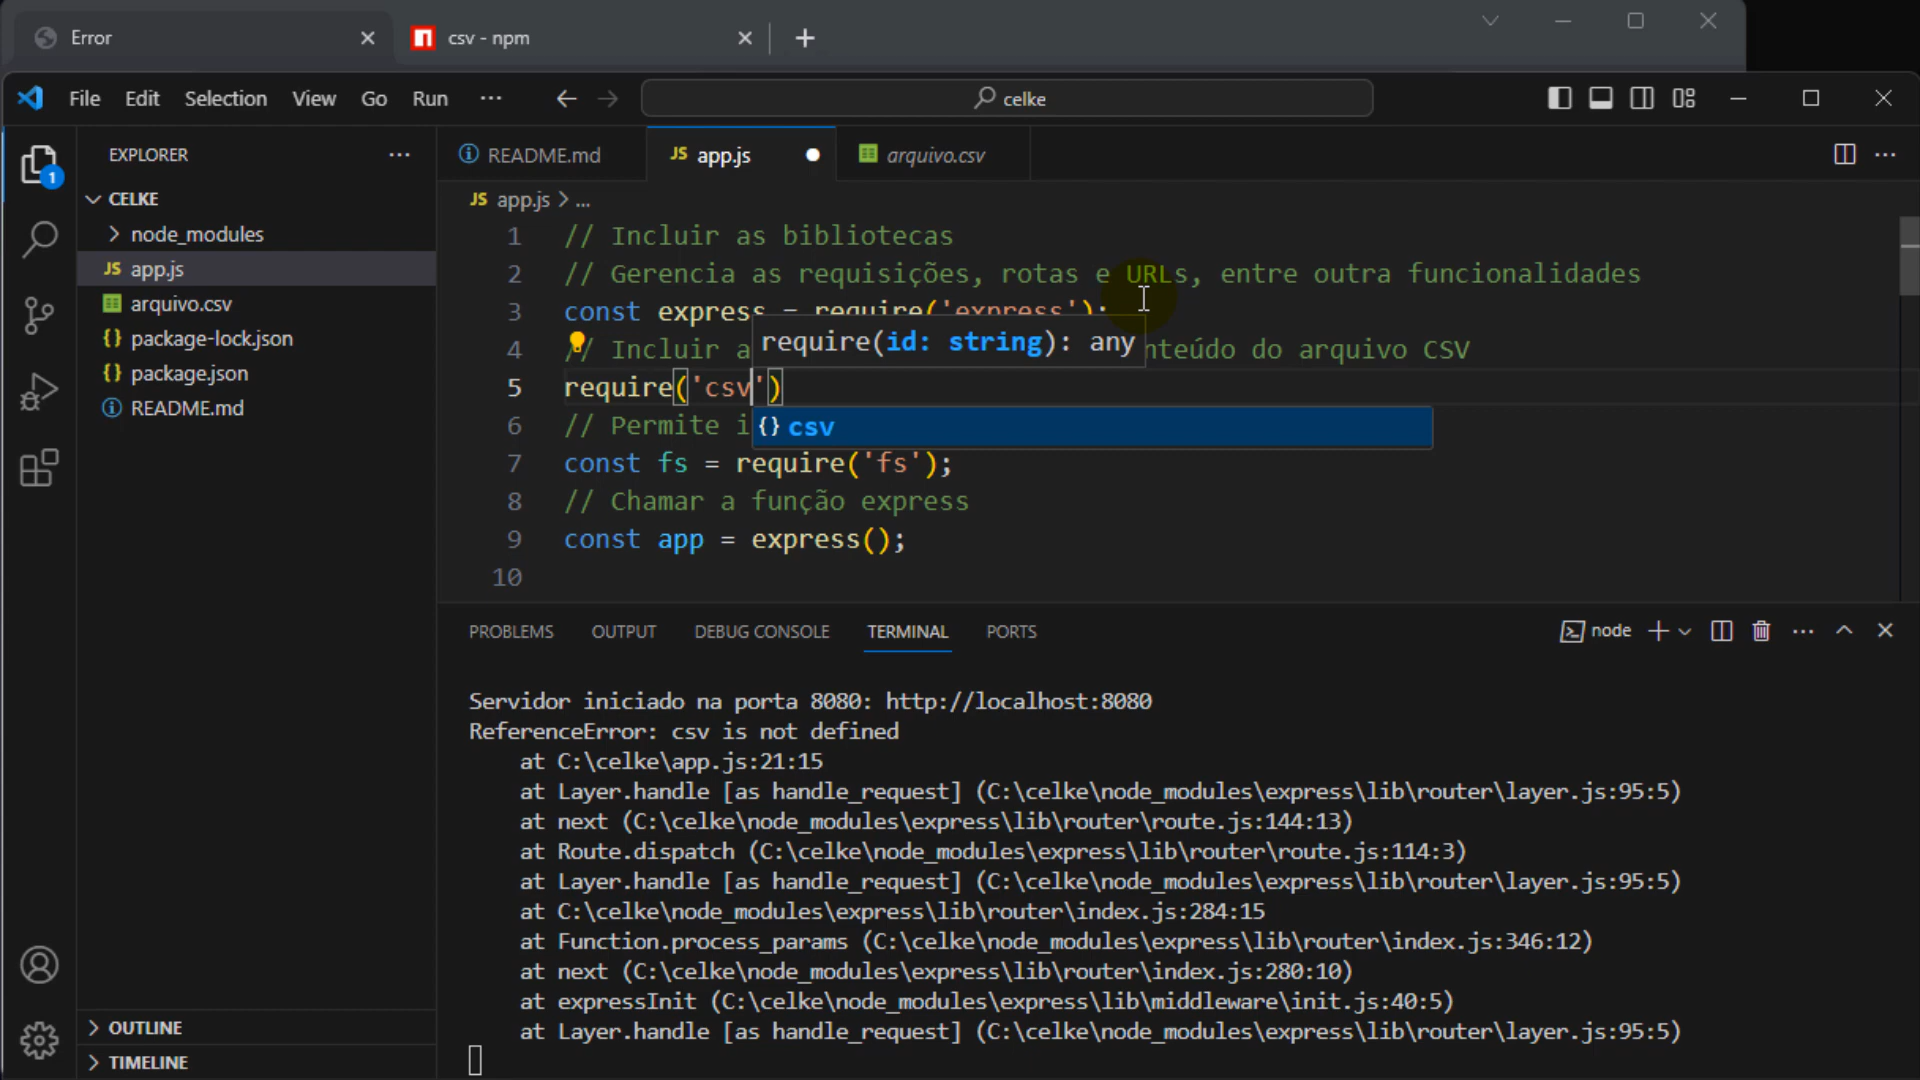 Error
csv - npm
File Edit Selection View Go Run ···
celke
EXPLORER
1
CELKE
node_modules
JS app.js
arquivo.csv
{} package-lock.json
{} package.json
README.md
OUTLINE
TIMELINE
README.md
JS app.js
arquivo.csv
JS app.js > ...
1 // Incluir as bibliotecas
2 // Gerencia as requisições, rotas e URLs, entre outra funcionalidades
3 const express = require('express');
require(id: string): any
4 // Incluir a nteúdo do arquivo CSV
5 require('csv')
{} csv
6 // Permite i
7 const fs = require('fs');
8 // Chamar a função express
9 const app = express();
10
PROBLEMS OUTPUT DEBUG CONSOLE TERMINAL PORTS
node
Servidor iniciado na porta 8080: http://localhost:8080
ReferenceError: csv is not defined
at C:\celke\app.js:21:15
at Layer.handle [as handle_request] (C:\celke\node_modules\express\lib\router\layer.js:95:5)
at next (C:\celke\node_modules\express\lib\router\route.js:144:13)
at Route.dispatch (C:\celke\node_modules\express\lib\router\route.js:114:3)
at Layer.handle [as handle_request] (C:\celke\node_modules\express\lib\router\layer.js:95:5)
at C:\celke\node_modules\express\lib\router\index.js:284:15
at Function.process_params (C:\celke\node_modules\express\lib\router\index.js:346:12)
at next (C:\celke\node_modules\express\lib\router\index.js:280:10)
at expressInit (C:\celke\node_modules\express\lib\middleware\init.js:40:5)
at Layer.handle [as handle_request] (C:\celke\node_modules\express\lib\router\layer.js:95:5)